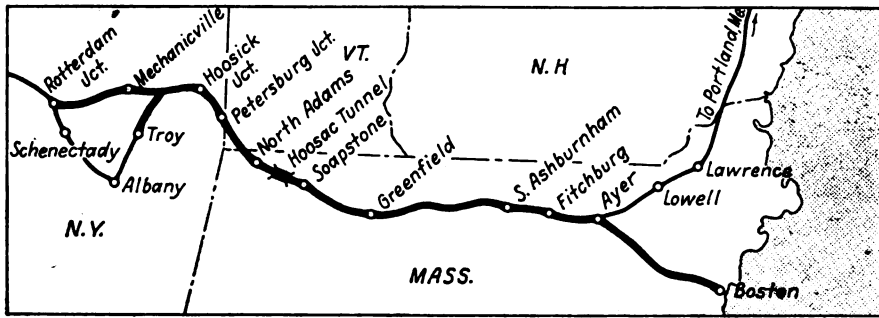 Rotterdam
Jct.
Mechanicville
Hoosick
Jct.
Petersburg Jct.
North Adams
Hoosac Tunnel
Soapstone
VT.
N.H
To Portland, Me.
Schenectady
Troy
Albany
Greenfield
S. Ashburnham
Fitchburg
Ayer
Lawrence
Lowell
N.Y.
MASS.
Boston